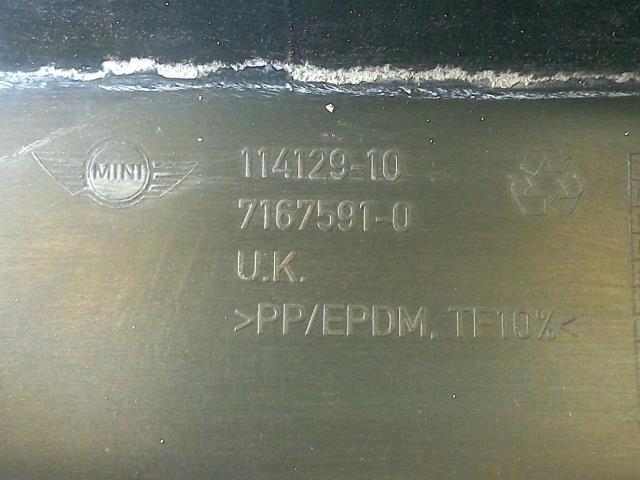 MINI
114129-10
7167591-0
U.K.
>PP/EPDM, TF10%<